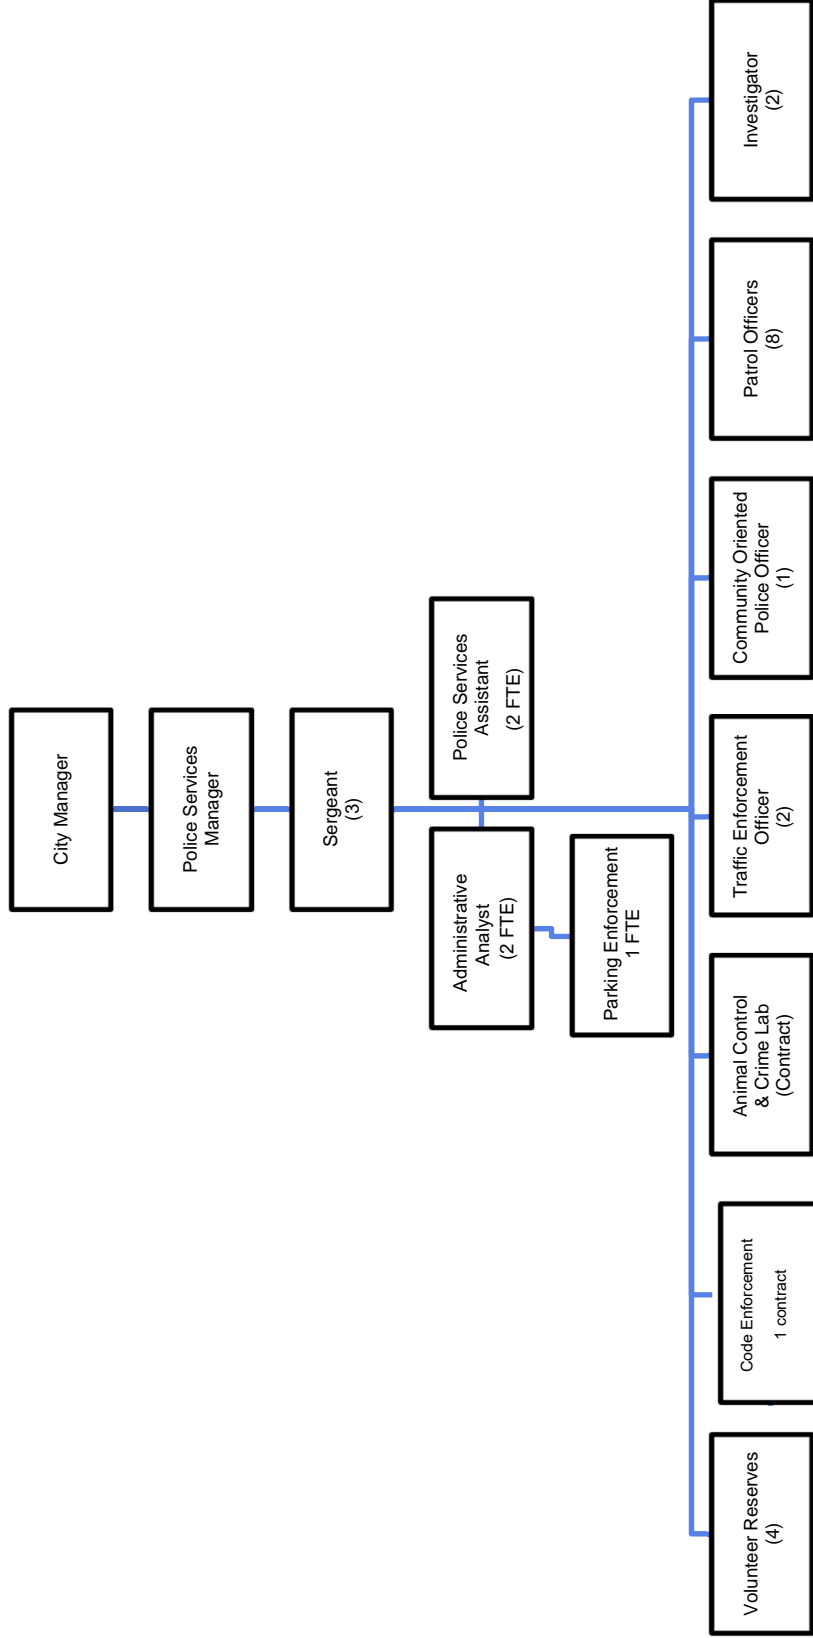 City Manager
Police Services
Manager
Sergeant
(3)
Administrative
Analyst
(2 FTE)
Police Services
Assistant
(2 FTE)
Parking Enforcement
1 FTE
Volunteer Reserves
(4)
Code Enforcement
1 contract
Animal Control
& Crime Lab
(Contract)
Traffic Enforcement
Officer
(2)
Community Oriented
Police Officer
(1)
Patrol Officers
(8)
Investigator
(2)